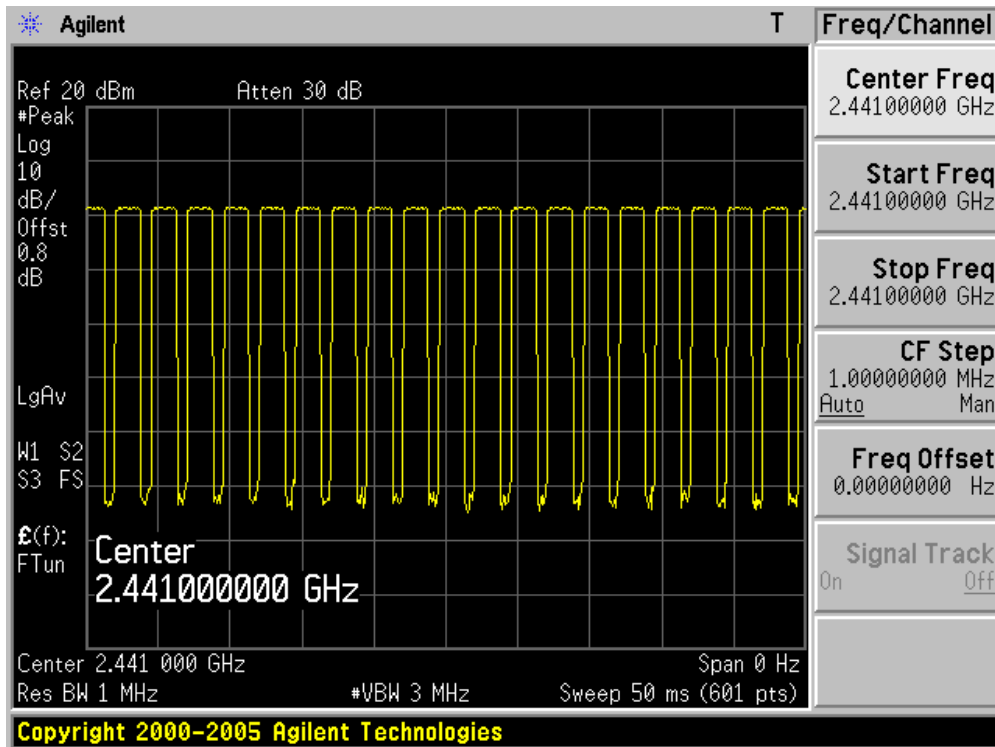 Agilent T Freq/Channel
Ref 20 dBm Atten 30 dB
#Peak
Log
10
dB/
Offst
0.8
dB
LgAv
W1 S2
S3 FS
£(f):
FTun
Center
2.441000000 GHz
Center 2.441 000 GHz Span 0 Hz
Res BW 1 MHz #VBW 3 MHz Sweep 50 ms (601 pts)
Center Freq
2.44100000 GHz
Start Freq
2.44100000 GHz
Stop Freq
2.44100000 GHz
CF Step
1.00000000 MHz
Auto Man
Freq Offset
0.00000000 Hz
Signal Track
On Off
Copyright 2000-2005 Agilent Technologies